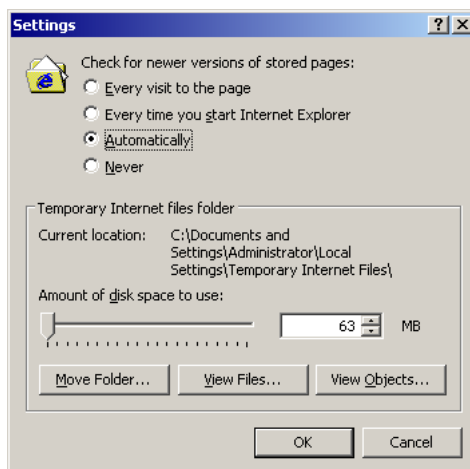 Settings
Check for newer versions of stored pages:
Every visit to the page
Every time you start Internet Explorer
Automatically
Never
Temporary Internet files folder
Current location: C:\Documents and
Settings\Administrator\Local
Settings\Temporary Internet Files\
Amount of disk space to use:
63 MB
Move Folder... View Files... View Objects...
OK Cancel